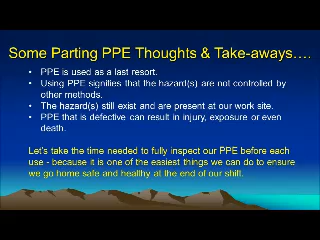 Some Parting PPE Thoughts & Take-aways….
• PPE is used as a last resort.
• Using PPE signifies that the hazard(s) are not controlled by
other methods.
• The hazard(s) still exist and are present at our work site.
• PPE that is defective can result in injury, exposure or even
death.
Let's take the time needed to fully inspect our PPE before each
use - because it is one of the easiest things we can do to ensure
we go home safe and healthy at the end of our shift.